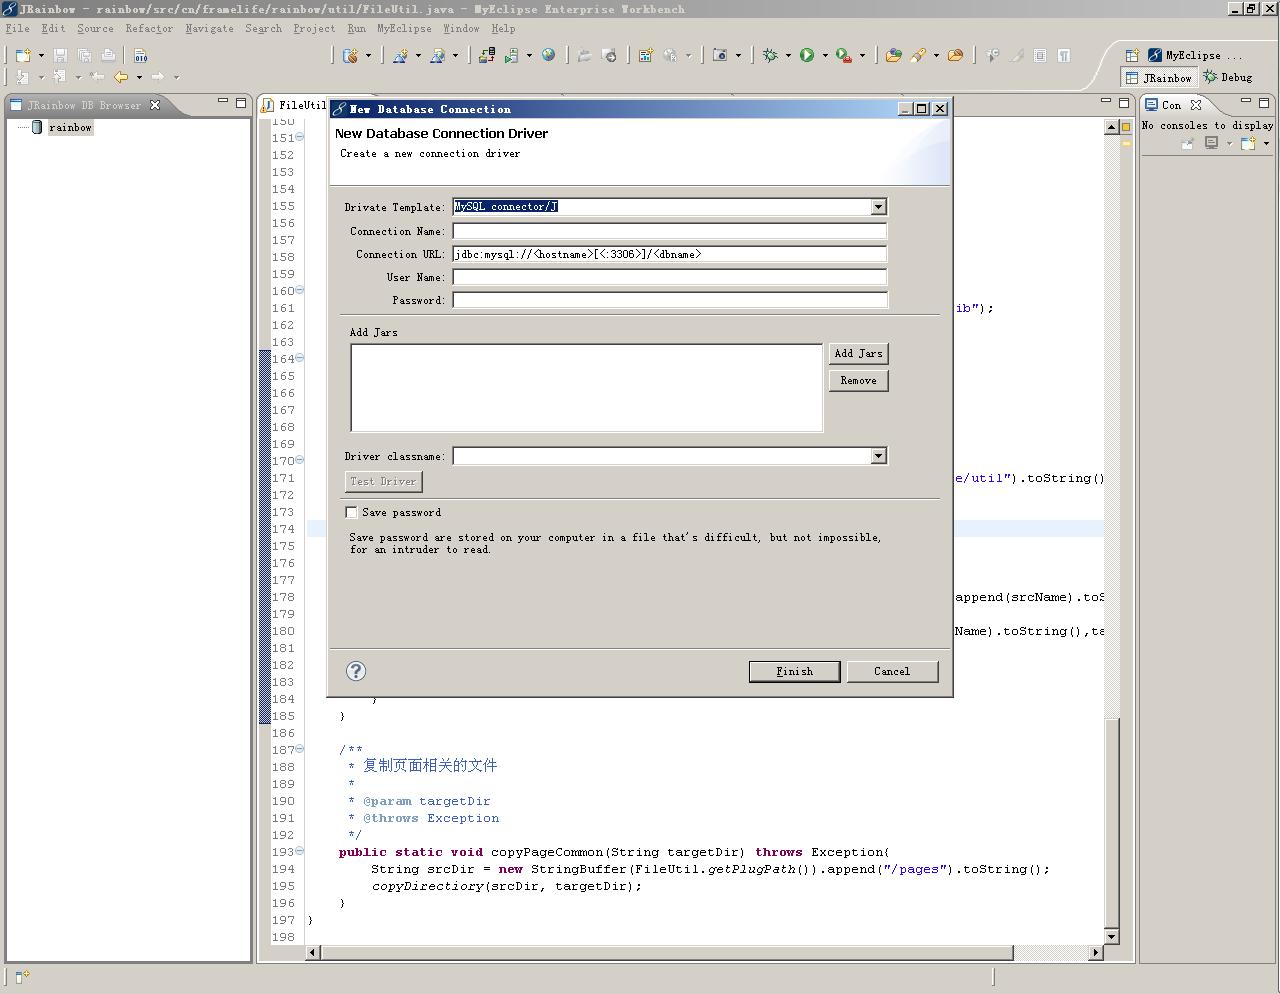 JRainbow - rainbow/src/cn/framelife/rainbow/util/FileUtil.java - MyEclipse Enterprise Workbench
File Edit Source Refactor Navigate Search Project Run MyEclipse Window Help
MyEclipse ...
JRainbow Debug
JRainbow DB Browser
rainbow
FileUti
Con
No consoles to display
New Database Connection
New Database Connection Driver
Create a new connection driver
Drivate Template: MySQL connector/J
Connection Name:
Connection URL: jdbc:mysql://<hostname>[<:3306>]/<dbname>
User Name:
Password:
Add Jars
Add Jars
Remove
Driver classname:
Test Driver
Save password
Save password are stored on your computer in a file that's difficult, but not impossible,
for an intruder to read.
Finish Cancel
150
151
152
153
154
155
156
157
158
159
160
161 ib");
162
163
164
165
166
167
168
169
170
171 e/util").toString()
172
173
174
175
176
177
178 append(srcName).toS
179
180 Name).toString(),ta
181
182
183
184 }
185 }
186
187 /**
188 * 复制页面相关的文件
189 *
190 * @param targetDir
191 * @throws Exception
192 */
193 public static void copyPageCommon(String targetDir) throws Exception{
194 String srcDir = new StringBuffer(FileUtil.getPlugPath()).append("/pages").toString();
195 copyDirectiory(srcDir, targetDir);
196 }
197 }
198